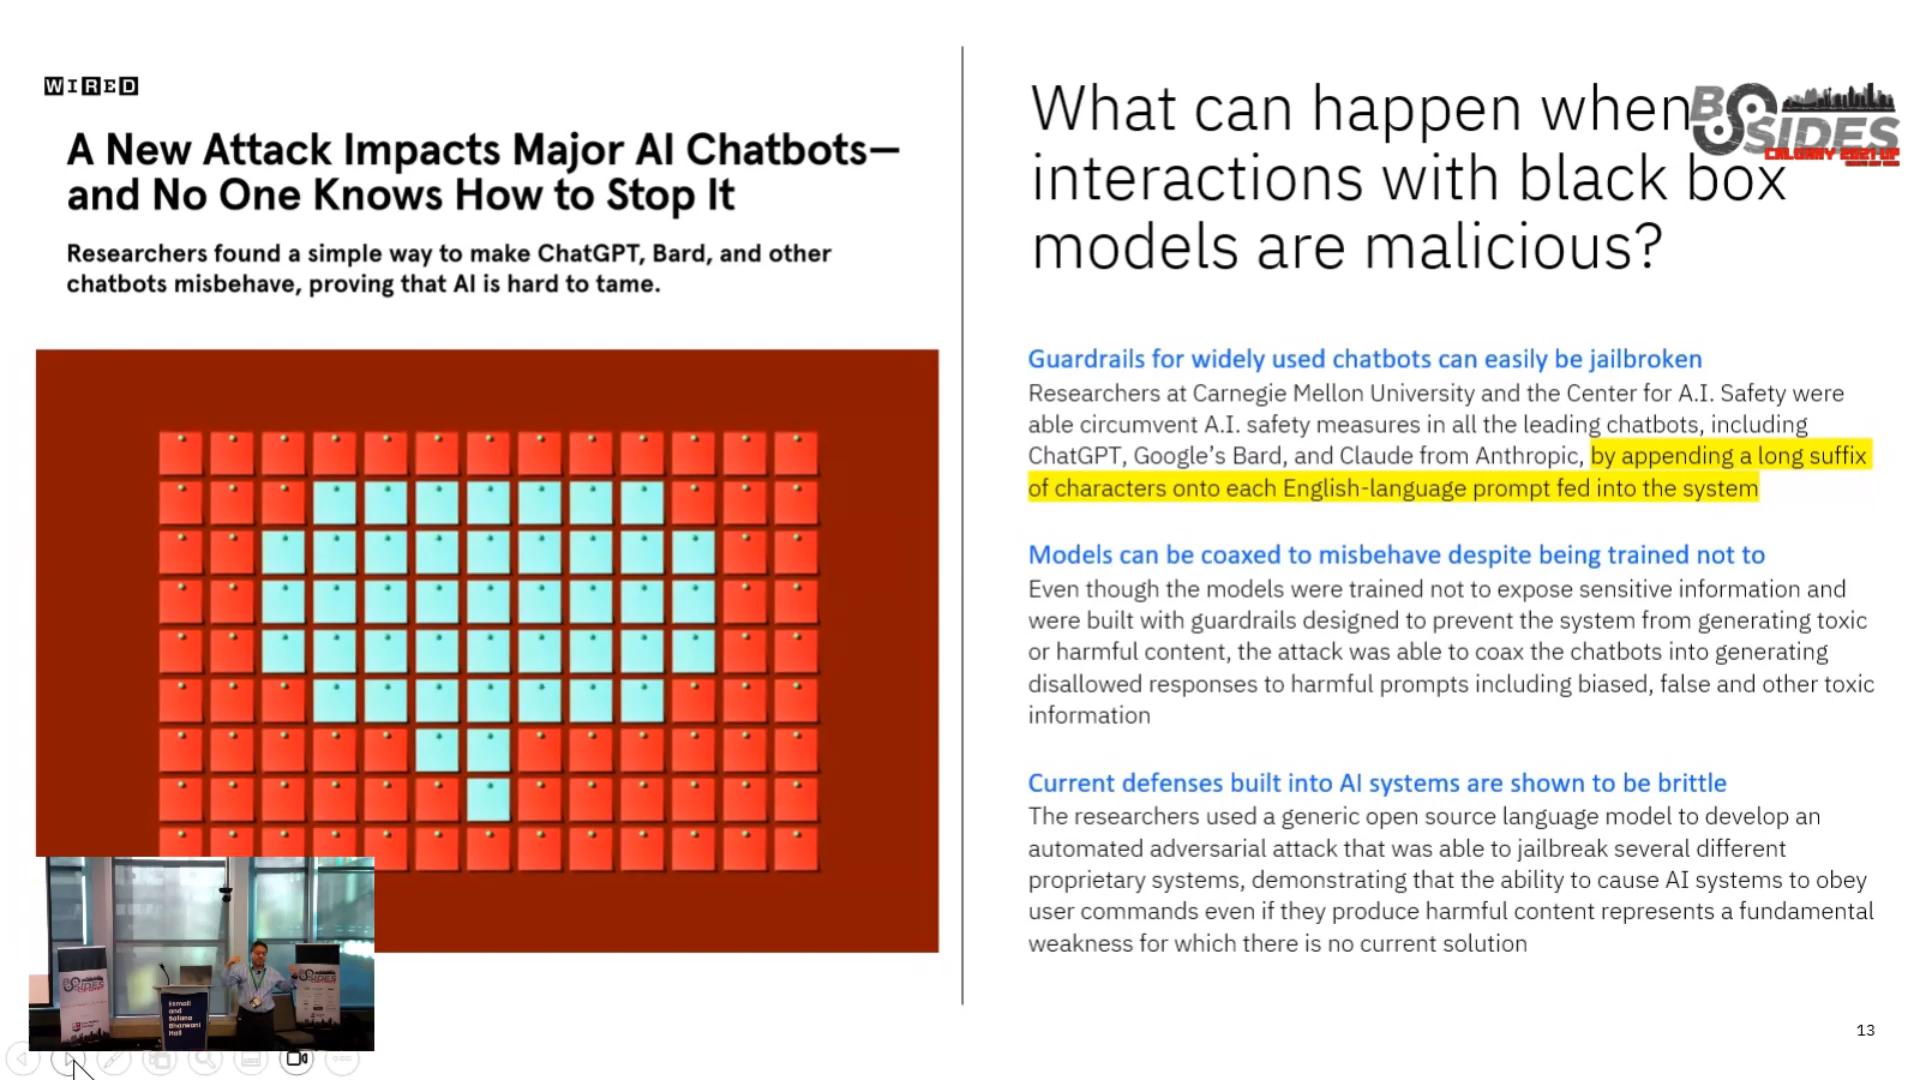 WIRED
A New Attack Impacts Major AI Chatbots—
and No One Knows How to Stop It
Researchers found a simple way to make ChatGPT, Bard, and other
chatbots misbehave, proving that AI is hard to tame.
What can happen when
interactions with black box
models are malicious?
BSIDES
CALGARY 2021-UP
Guardrails for widely used chatbots can easily be jailbroken
Researchers at Carnegie Mellon University and the Center for A.I. Safety were
able circumvent A.I. safety measures in all the leading chatbots, including
ChatGPT, Google’s Bard, and Claude from Anthropic, by appending a long suffix
of characters onto each English-language prompt fed into the system
Models can be coaxed to misbehave despite being trained not to
Even though the models were trained not to expose sensitive information and
were built with guardrails designed to prevent the system from generating toxic
or harmful content, the attack was able to coax the chatbots into generating
disallowed responses to harmful prompts including biased, false and other toxic
information
Current defenses built into AI systems are shown to be brittle
The researchers used a generic open source language model to develop an
automated adversarial attack that was able to jailbreak several different
proprietary systems, demonstrating that the ability to cause AI systems to obey
user commands even if they produce harmful content represents a fundamental
weakness for which there is no current solution
13
BSIDES
Esmail
and
Safana
Bharwani
Hall
BSIDES